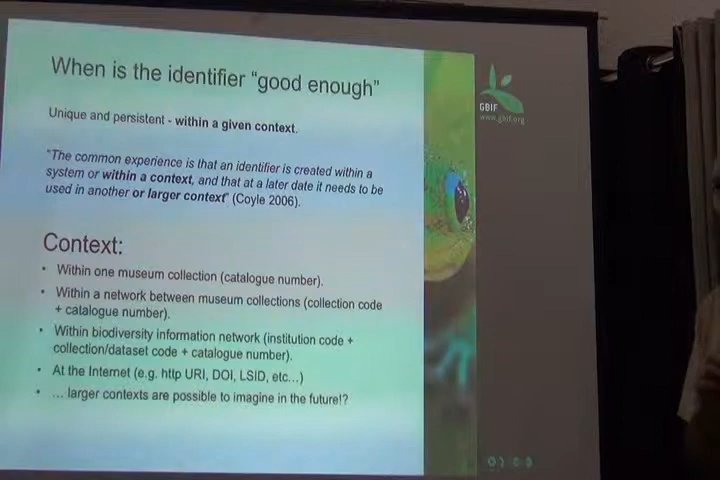 When is the identifier “good enough”
Unique and persistent - within a given context.
“The common experience is that an identifier is created within a
system or within a context, and that at a later date it needs to be
used in another or larger context” (Coyle 2006).
Context:
• Within one museum collection (catalogue number).
• Within a network between museum collections (collection code
+ catalogue number).
• Within biodiversity information network (institution code +
collection/dataset code + catalogue number).
• At the Internet (e.g. http URI, DOI, LSID, etc...)
• ... larger contexts are possible to imagine in the future!?
GBIF
www.gbif.org